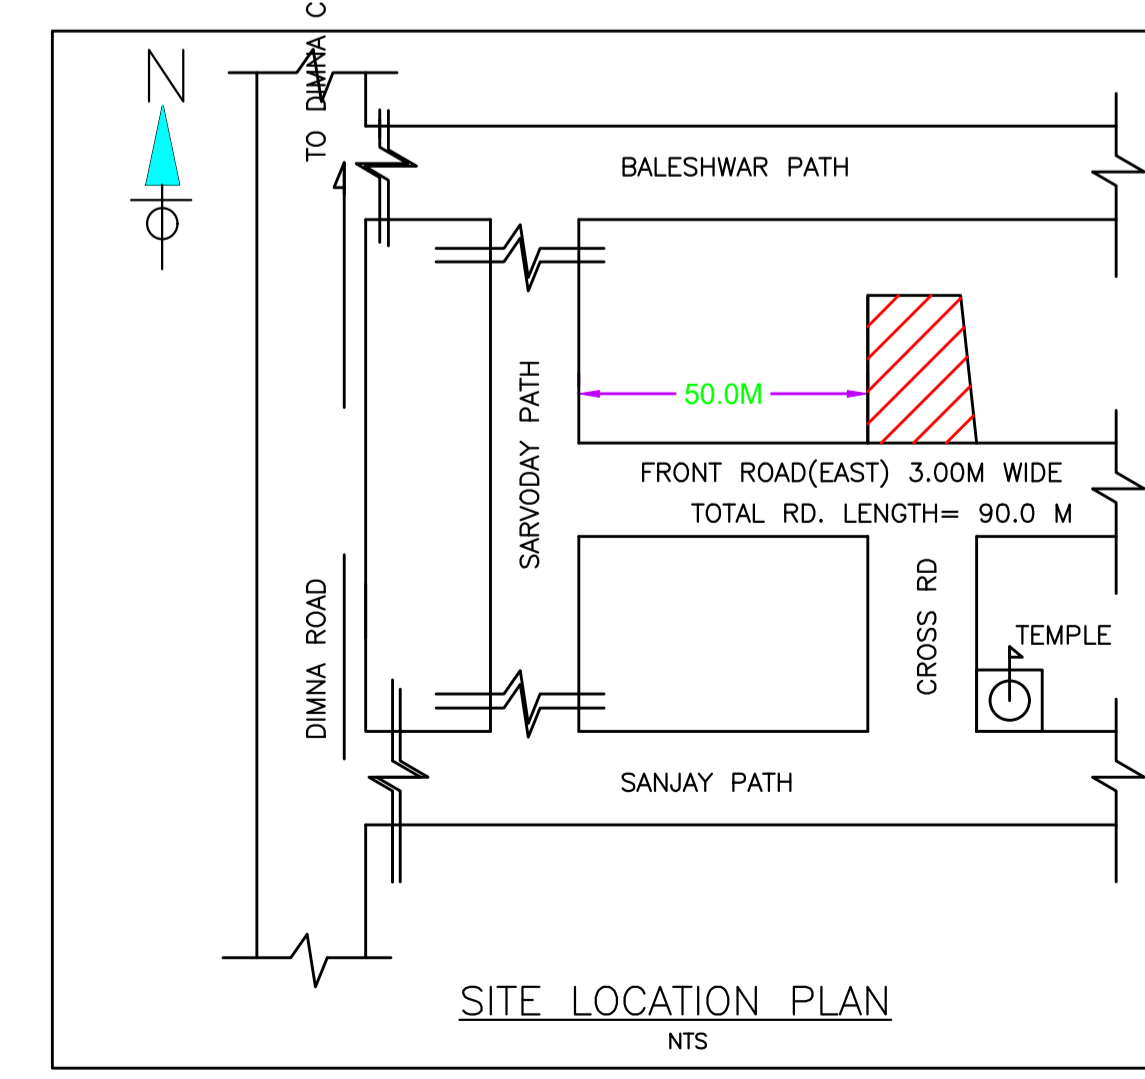 N
TO DIMNA C
BALESHWAR PATH
SARVODAY PATH
50.0M
FRONT ROAD(EAST) 3.00M WIDE
TOTAL RD. LENGTH= 90.0 M
DIMNA ROAD
CROSS RD
TEMPLE
SANJAY PATH
SITE LOCATION PLAN
NTS